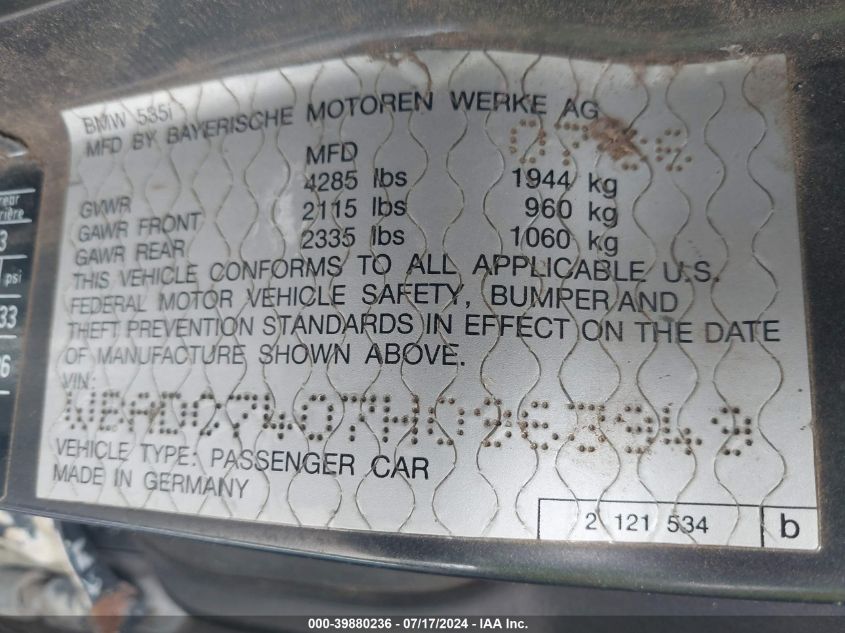 BMW 535i
MFD BY BAYERISCHE MOTOREN WERKE AG
MFD
GVWR 4285 lbs 1944 kg
GAWR FRONT 2115 lbs 960 kg
GAWR REAR 2335 lbs 1060 kg
THIS VEHICLE CONFORMS TO ALL APPLICABLE U.S.
FEDERAL MOTOR VEHICLE SAFETY, BUMPER AND
THEFT PREVENTION STANDARDS IN EFFECT ON THE DATE
OF MANUFACTURE SHOWN ABOVE.
VIN:
VEHICLE TYPE: PASSENGER CAR
MADE IN GERMANY
2 121 534 b
psi
33
000-39880236 - 07/17/2024 - IAA Inc.